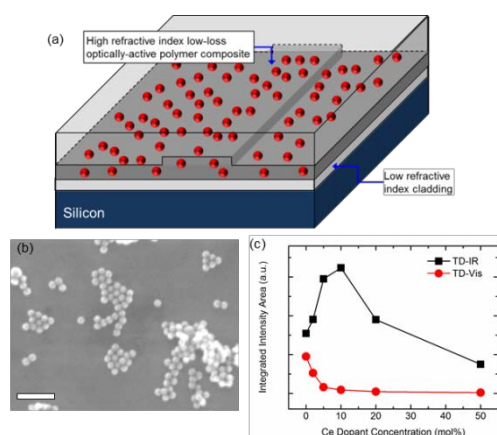 (a)
High refractive index low-loss
optically-active polymer composite
Low refractive
index cladding
Silicon
(b)
(c)
TD-IR
TD-Vis
Integrated Intensity Area (a.u.)
0 10 20 30 40 50
Ce Dopant Concentration (mol%)